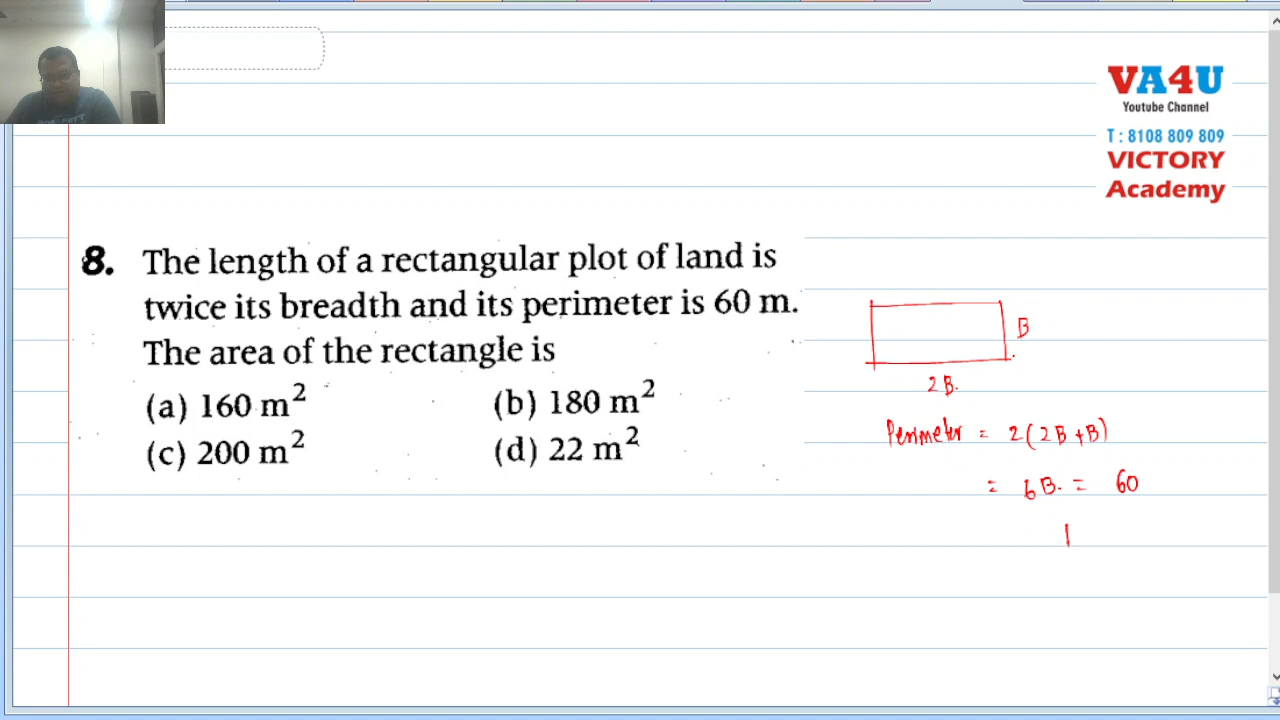 VA4U
Youtube Channel
T : 8108 809 809
VICTORY
Academy
8. The length of a rectangular plot of land is
twice its breadth and its perimeter is 60 m.
The area of the rectangle is
(a) 160 m²
(b) 180 m²
(c) 200 m²
(d) 22 m²
B
2B.
Perimeter = 2(2B+B)
= 6B. = 60